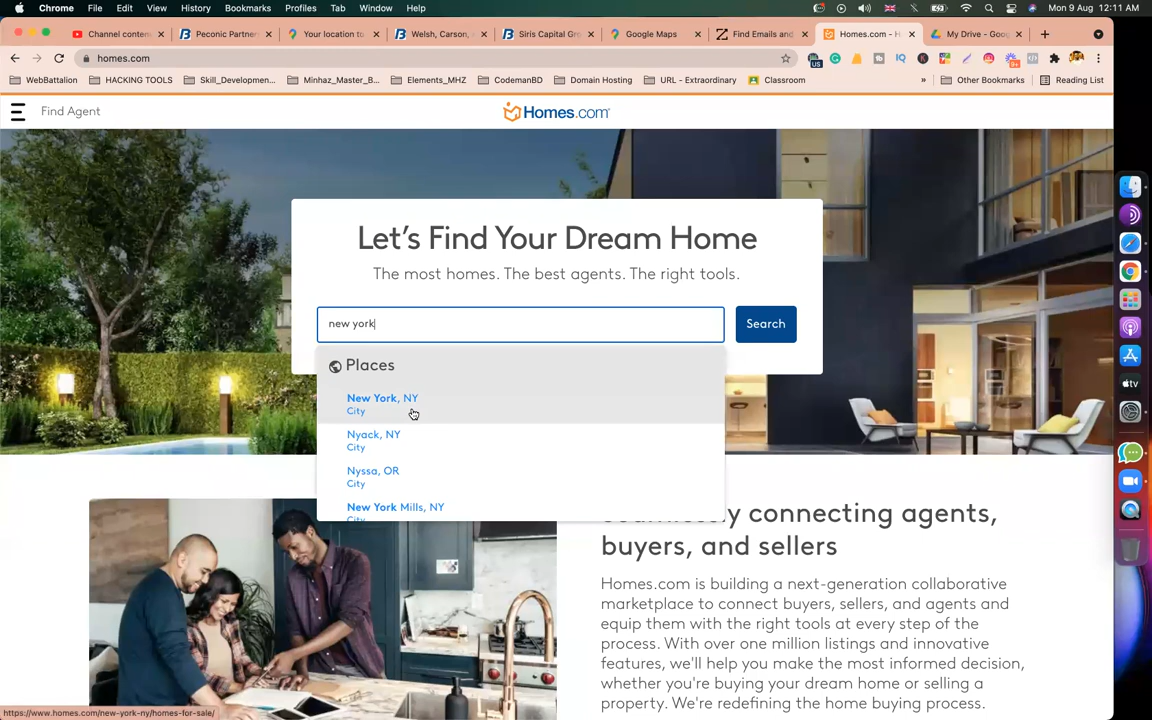 Chrome File Edit View History Bookmarks Profiles Tab Window Help Mon 9 Aug 12:11 AM
Channel conten Peconic Partner Your location to Welsh, Carson, Siris Capital Gro Google Maps Find Emails and Homes.com - H My Drive - Goo
homes.com
WebBattalion HACKING TOOLS Skill_Developmen... Minhaz_Master_B... Elements_MHZ CodemanBD Domain Hosting URL - Extraordinary Classroom » Other Bookmarks Reading List
Find Agent Homes.com
Let's Find Your Dream Home
The most homes. The best agents. The right tools.
new york Search
Places
New York, NY
City
Nyack, NY
City
Nyssa, OR
City
New York Mills, NY
City
connecting agents,
buyers, and sellers
Homes.com is building a next-generation collaborative
marketplace to connect buyers, sellers, and agents and
equip them with the right tools at every step of the
process. With over one million listings and innovative
features, we'll help you make the most informed decision,
whether you're buying your dream home or selling a
property. We're redefining the home buying process.
https://www.homes.com/new-york-ny/homes-for-sale/